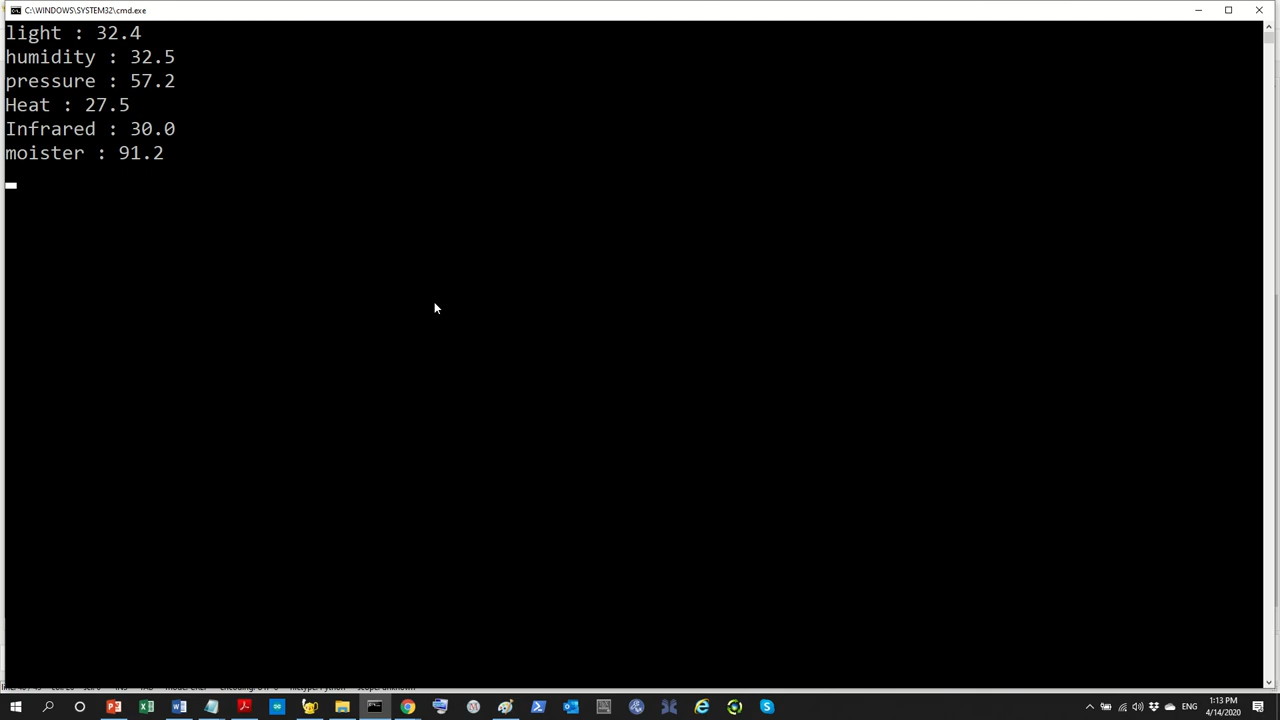 C:\WINDOWS\SYSTEM32\cmd.exe
light : 32.4
humidity : 32.5
pressure : 57.2
Heat : 27.5
Infrared : 30.0
moister : 91.2
ENG
1:13 PM
4/14/2020